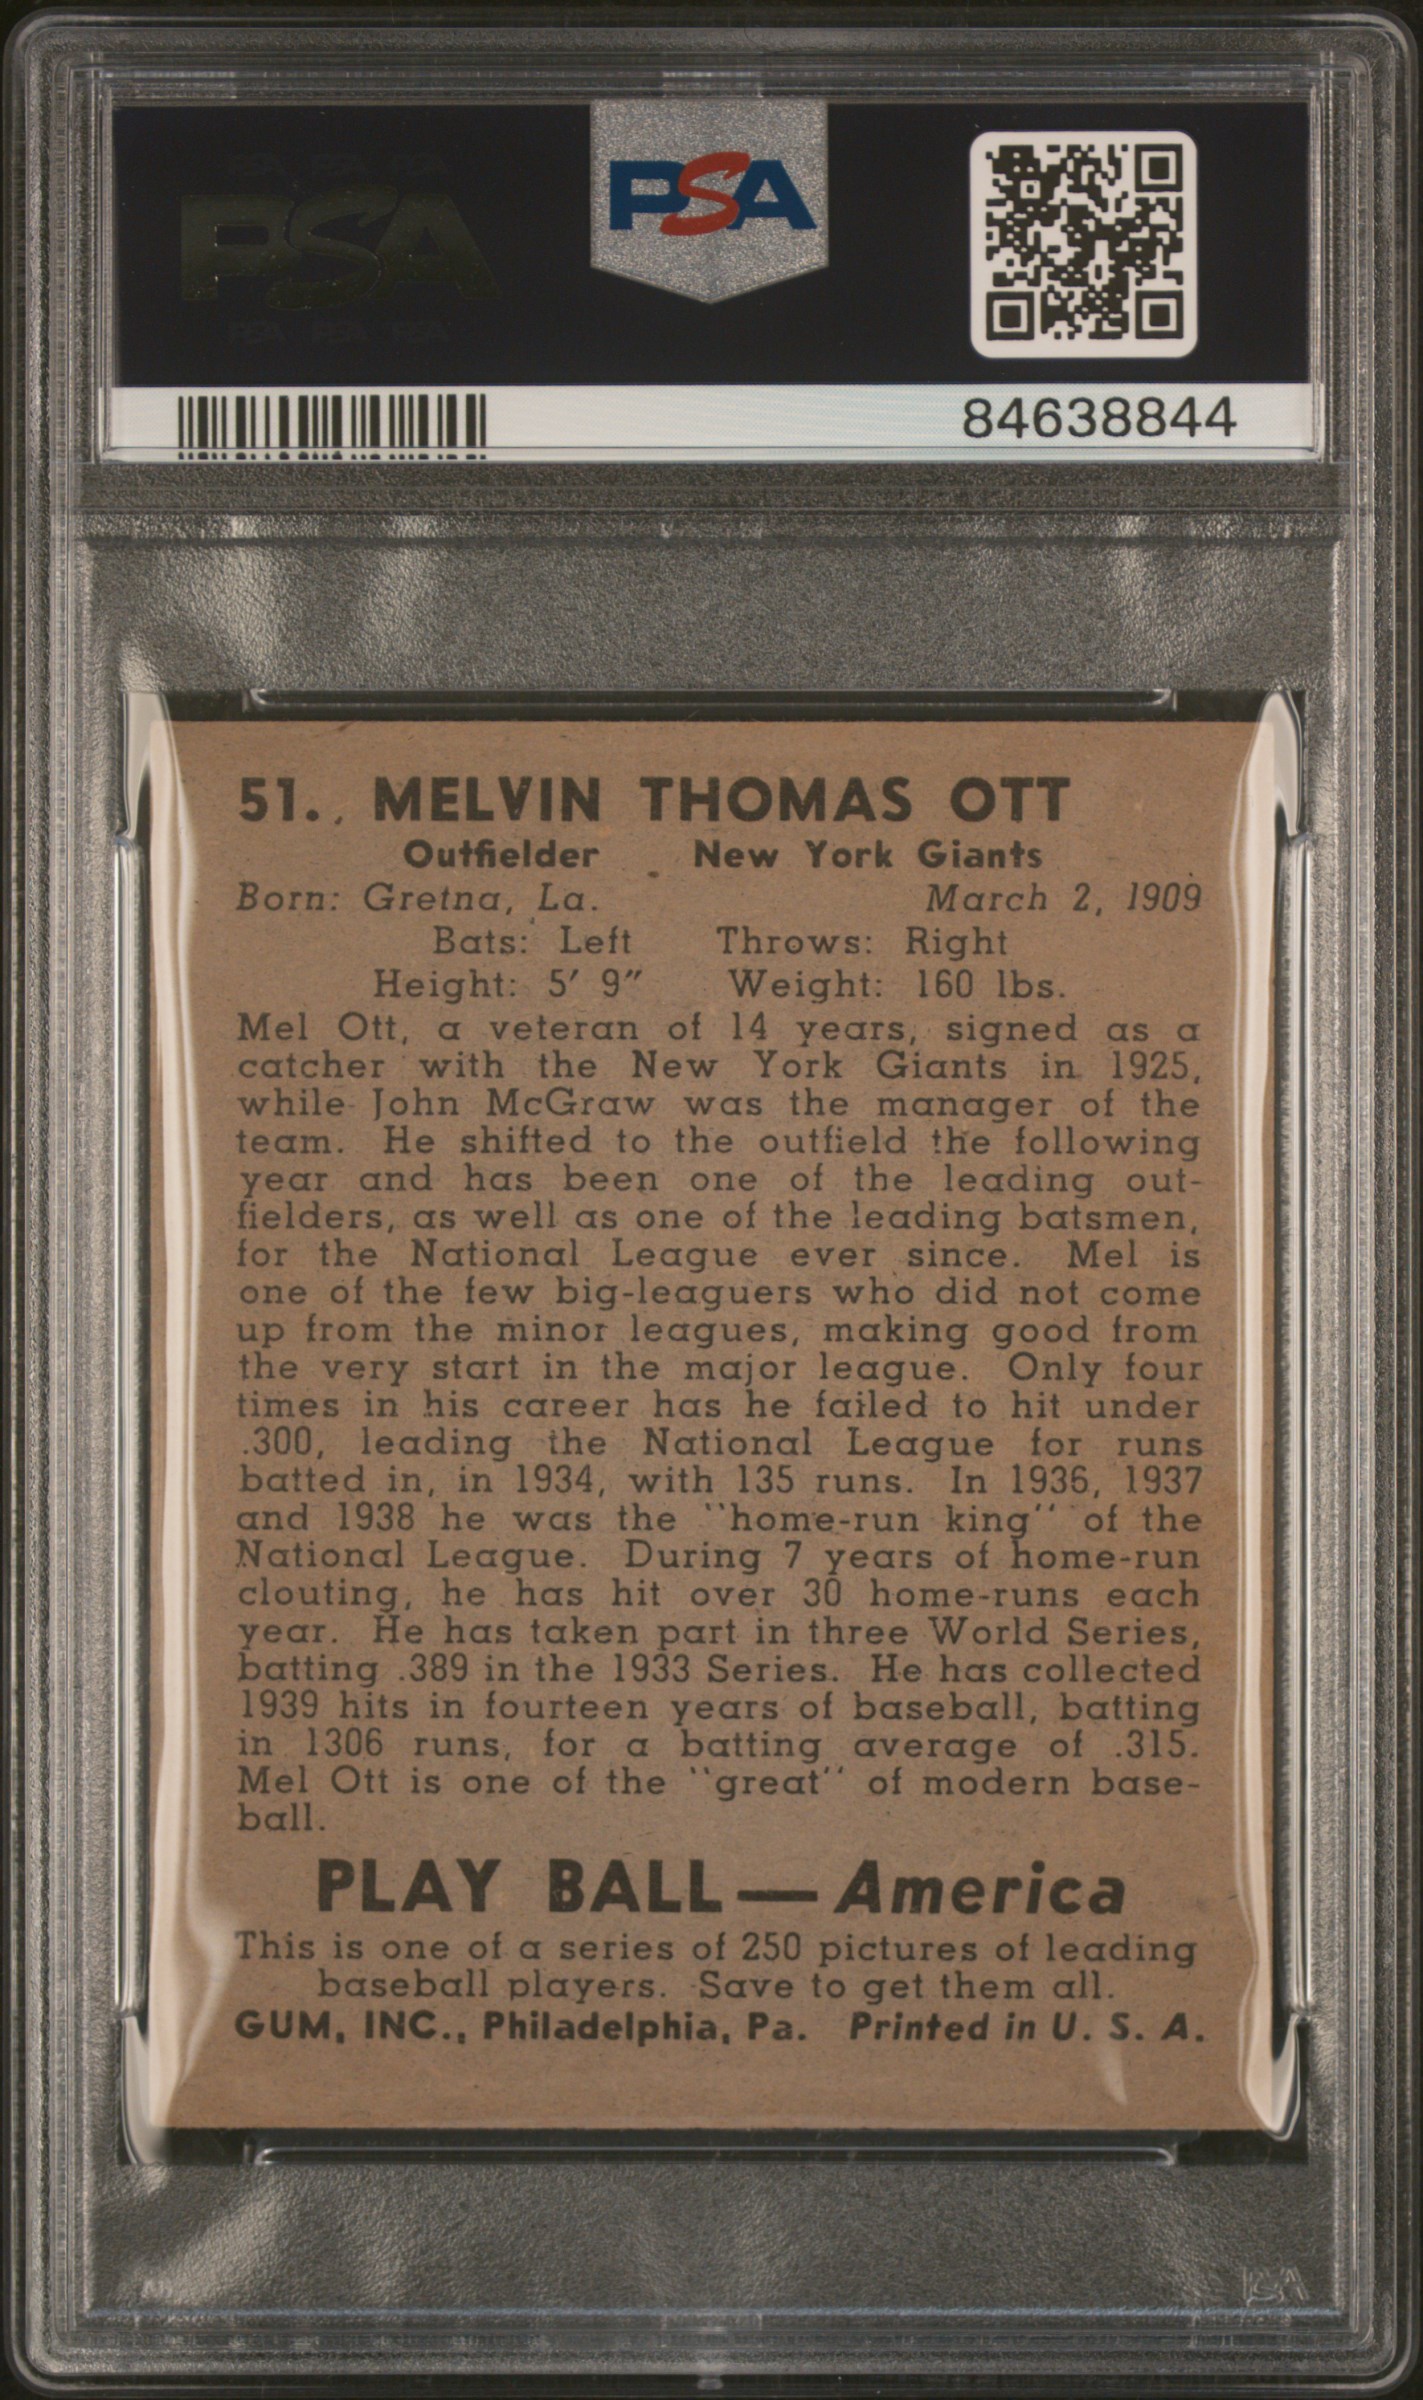 PSA
PSA
84638844
51. MELVIN THOMAS OTT
Outfielder New York Giants
Born: Gretna, La. March 2, 1909
Bats: Left Throws: Right
Height: 5′ 9″ Weight: 160 lbs.
Mel Ott, a veteran of 14 years, signed as a
catcher with the New York Giants in 1925,
while John McGraw was the manager of the
team. He shifted to the outfield the following
year and has been one of the leading out-
fielders, as well as one of the leading batsmen,
for the National League ever since. Mel is
one of the few big-leaguers who did not come
up from the minor leagues, making good from
the very start in the major league. Only four
times in his career has he failed to hit under
.300, leading the National League for runs
batted in, in 1934, with 135 runs. In 1936, 1937
and 1938 he was the "home-run king" of the
National League. During 7 years of home-run
clouting, he has hit over 30 home-runs each
year. He has taken part in three World Series,
batting .389 in the 1933 Series. He has collected
1939 hits in fourteen years of baseball, batting
in 1306 runs, for a batting average of .315.
Mel Ott is one of the "great" of modern base-
ball.
PLAY BALL — America
This is one of a series of 250 pictures of leading
baseball players. Save to get them all.
GUM, INC., Philadelphia, Pa. Printed in U. S. A.
PSA